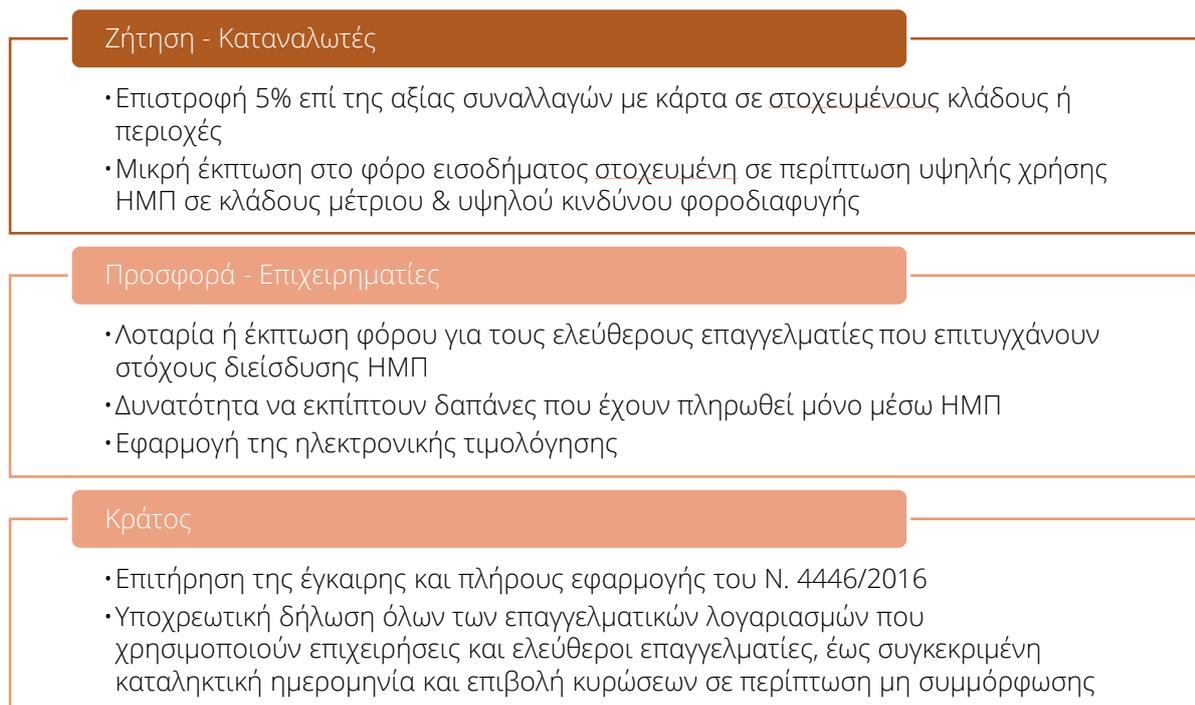 Ζήτηση - Καταναλωτές
•Επιστροφή 5% επί της αξίας συναλλαγών με κάρτα σε στοχευμένους κλάδους ή
περιοχές
•Μικρή έκπτωση στο φόρο εισοδήματος στοχευμένη σε περίπτωση υψηλής χρήσης
ΗΜΠ σε κλάδους μέτριου & υψηλού κινδύνου φοροδιαφυγής
Προσφορά - Επιχειρηματίες
•Λοταρία ή έκπτωση φόρου για τους ελεύθερους επαγγελματίες που επιτυγχάνουν
στόχους διείσδυσης ΗΜΠ
•Δυνατότητα να εκπίπτουν δαπάνες που έχουν πληρωθεί μόνο μέσω ΗΜΠ
•Εφαρμογή της ηλεκτρονικής τιμολόγησης
Κράτος
•Επιτήρηση της έγκαιρης και πλήρους εφαρμογής του Ν. 4446/2016
•Υποχρεωτική δήλωση όλων των επαγγελματικών λογαριασμών που
χρησιμοποιούν επιχειρήσεις και ελεύθεροι επαγγελματίες, έως συγκεκριμένη
καταληκτική ημερομηνία και επιβολή κυρώσεων σε περίπτωση μη συμμόρφωσης